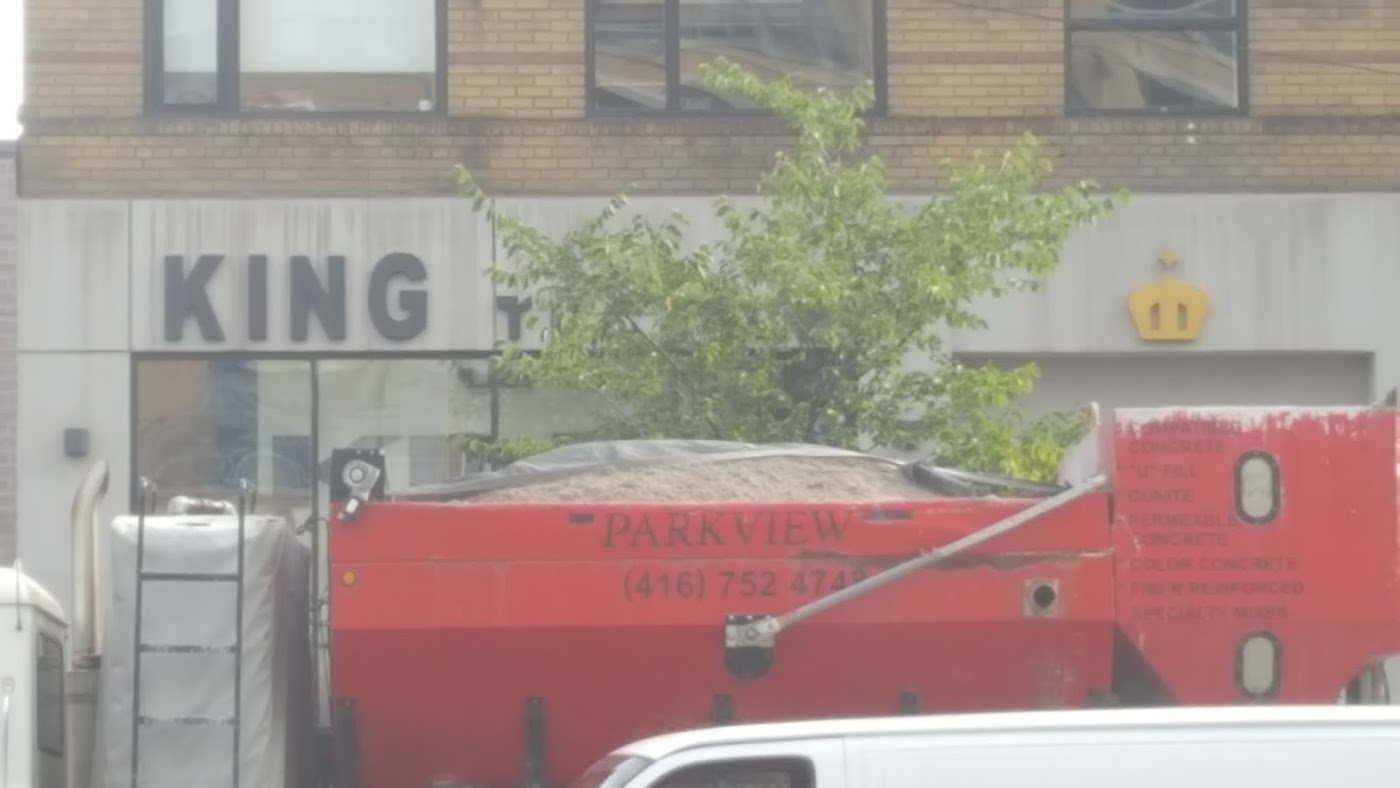 KING
PARKVIEW
(416) 752 4748
CONCRETE
"U" FILL
GUNITE
PERMEABLE
CONCRETE
COLOR CONCRETE
FIBER REINFORCED
SPECIALTY MIXES